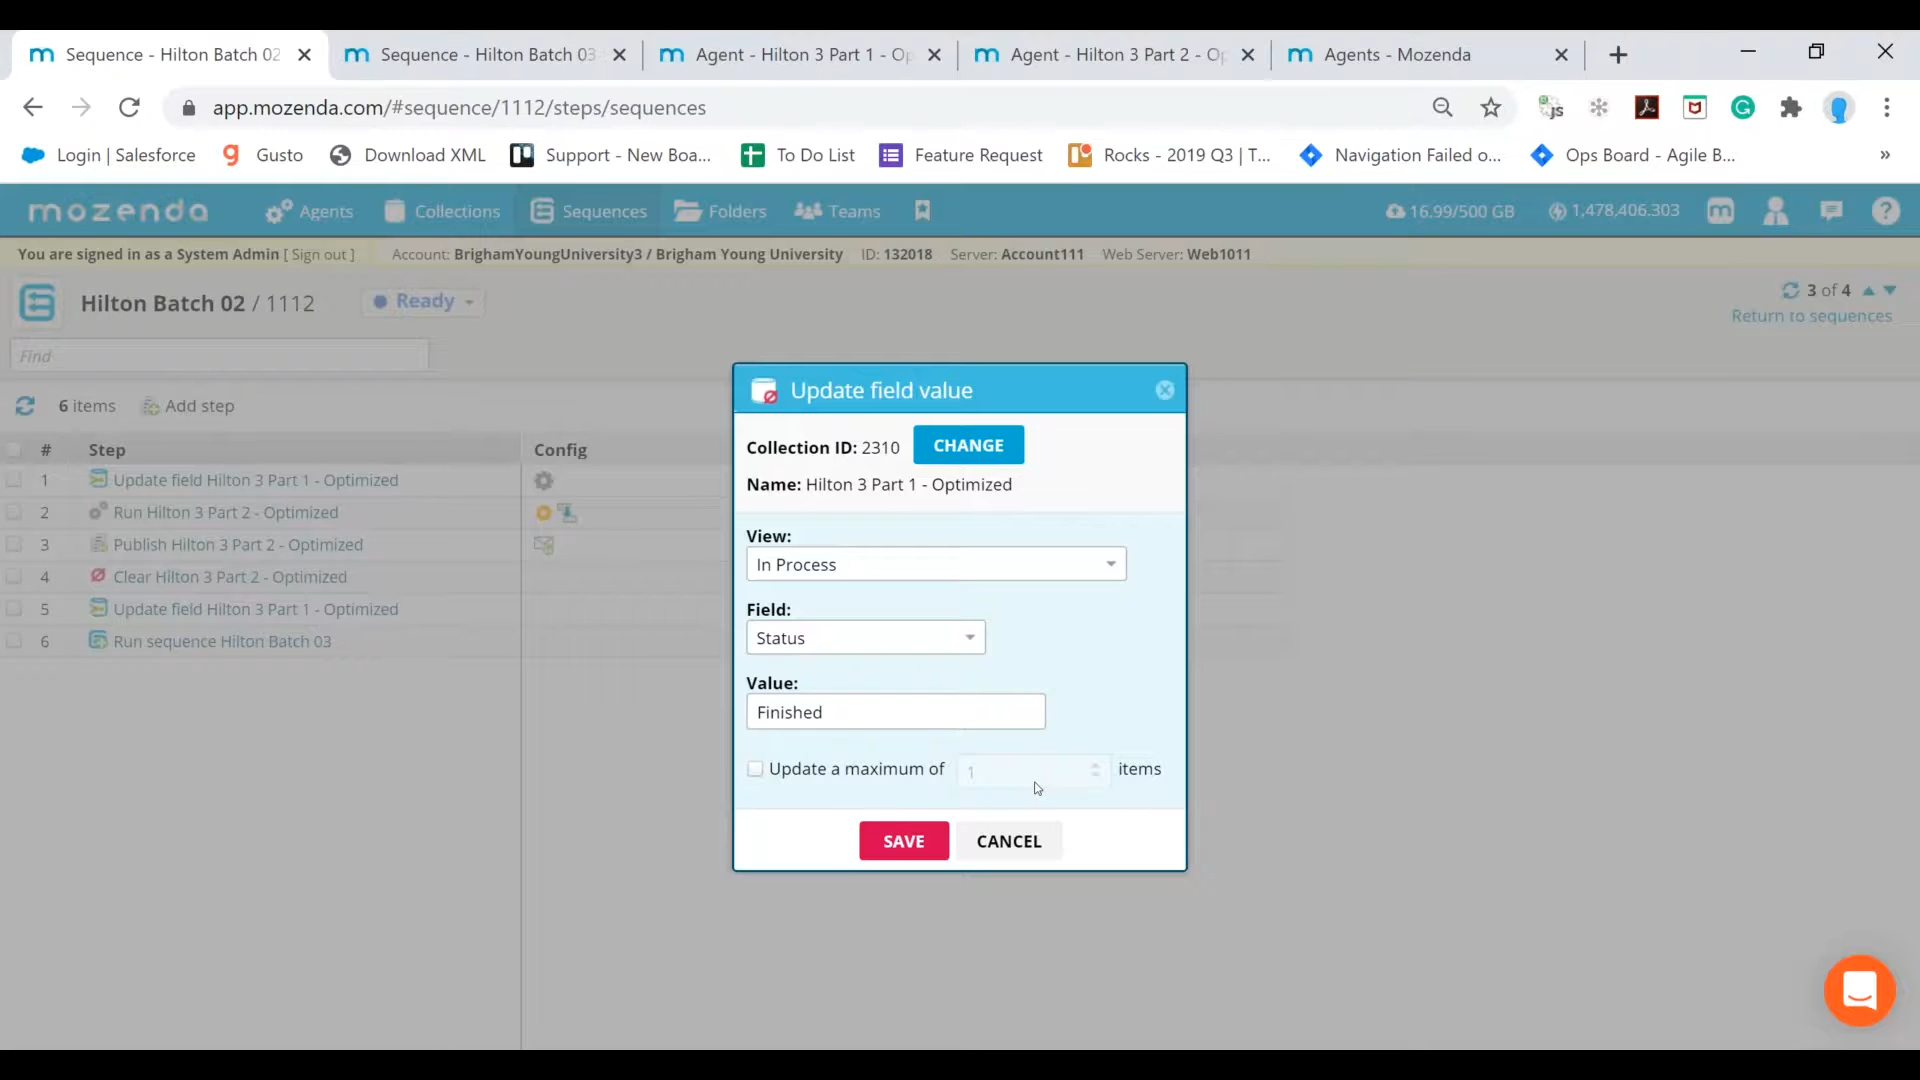 Sequence - Hilton Batch 02
Sequence - Hilton Batch 03
Agent - Hilton 3 Part 1 - Op
Agent - Hilton 3 Part 2 - Op
Agents - Mozenda
app.mozenda.com/#sequence/1112/steps/sequences
Login | Salesforce
Gusto
Download XML
Support - New Boa...
To Do List
Feature Request
Rocks - 2019 Q3 | T...
Navigation Failed o...
Ops Board - Agile B...
»
mozenda
Agents
Collections
Sequences
Folders
Teams
16.99/500 GB
1,478,406.303
You are signed in as a System Admin [ Sign out ] Account: BrighamYoungUniversity3 / Brigham Young University ID: 132018 Server: Account111 Web Server: Web1011
Hilton Batch 02 / 1112
Ready
3 of 4
Return to sequences
Find
6 items
Add step
# Step Config
1 Update field Hilton 3 Part 1 - Optimized
2 Run Hilton 3 Part 2 - Optimized
3 Publish Hilton 3 Part 2 - Optimized
4 Clear Hilton 3 Part 2 - Optimized
5 Update field Hilton 3 Part 1 - Optimized
6 Run sequence Hilton Batch 03
Update field value
Collection ID: 2310 CHANGE
Name: Hilton 3 Part 1 - Optimized
View:
In Process
Field:
Status
Value:
Finished
Update a maximum of 1 items
SAVE CANCEL